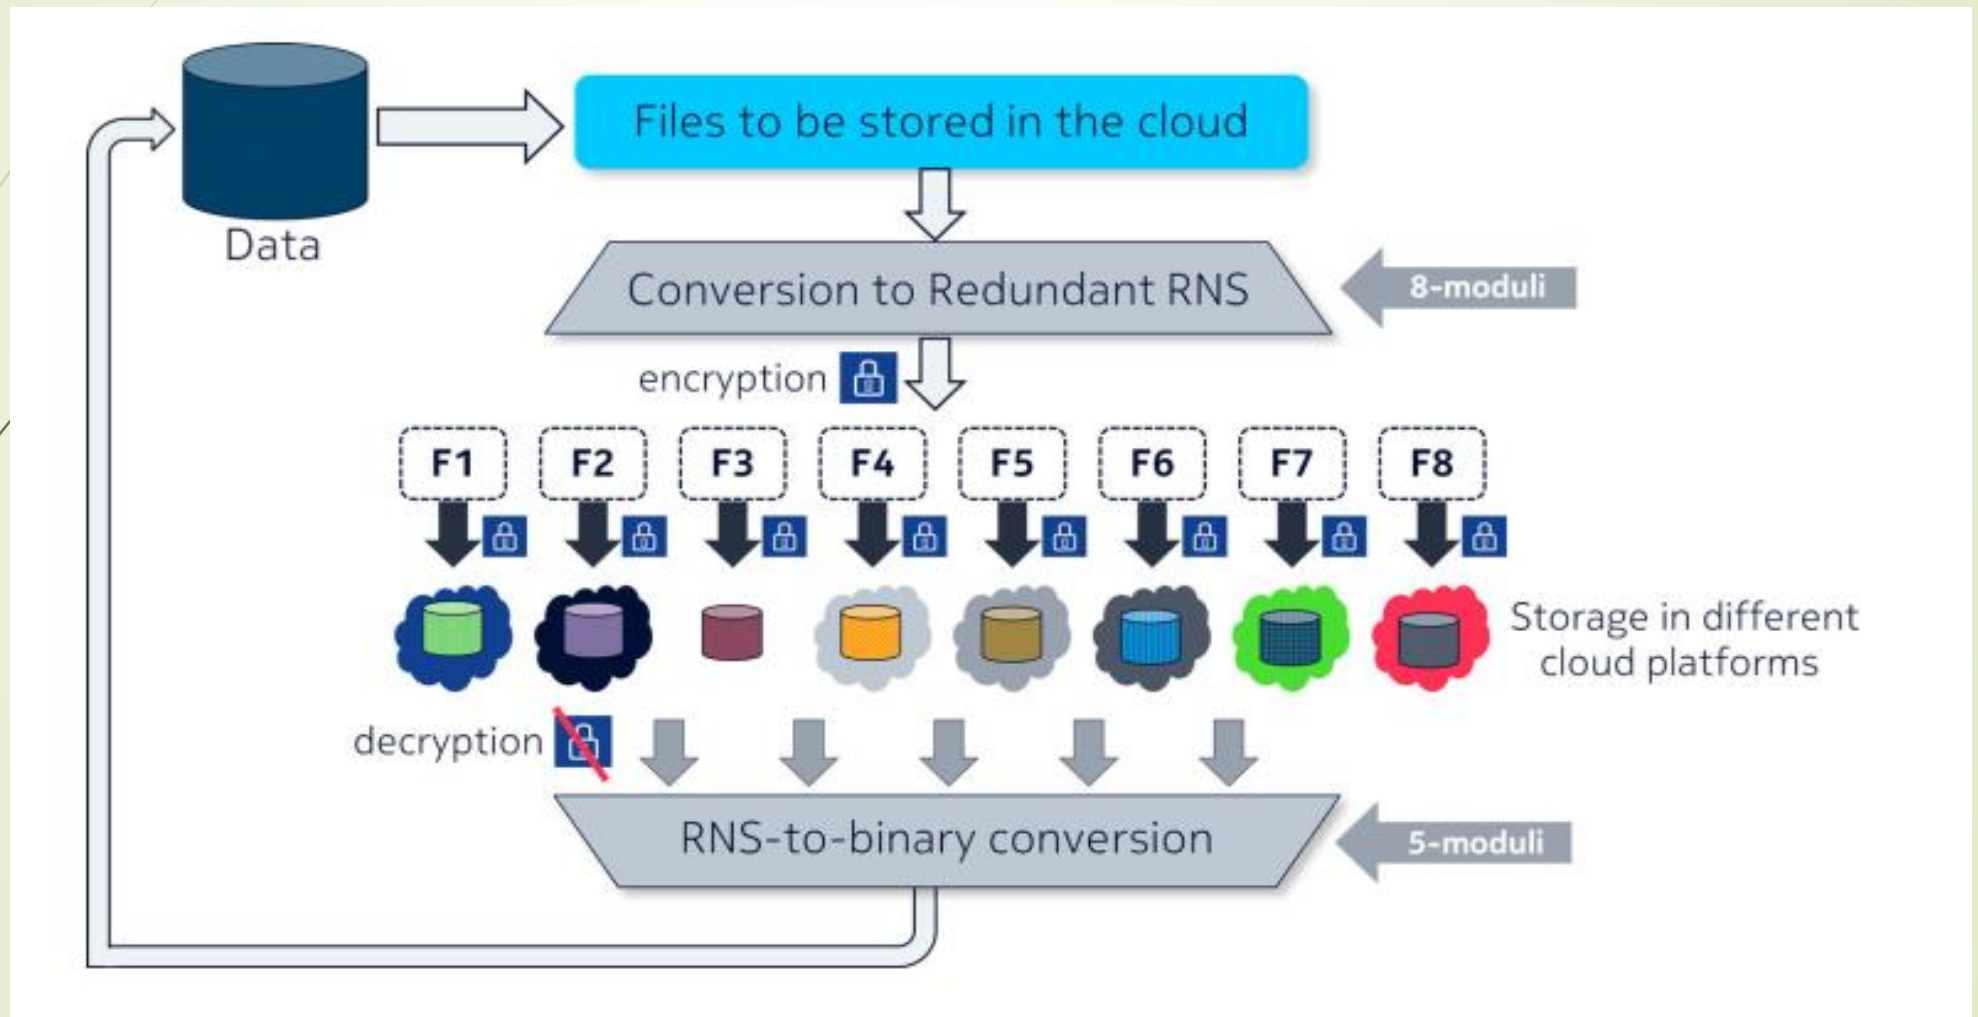 Files to be stored in the cloud
Data
Conversion to Redundant RNS
8-moduli
encryption
F1 F2 F3 F4 F5 F6 F7 F8
Storage in different
cloud platforms
decryption
RNS-to-binary conversion
5-moduli